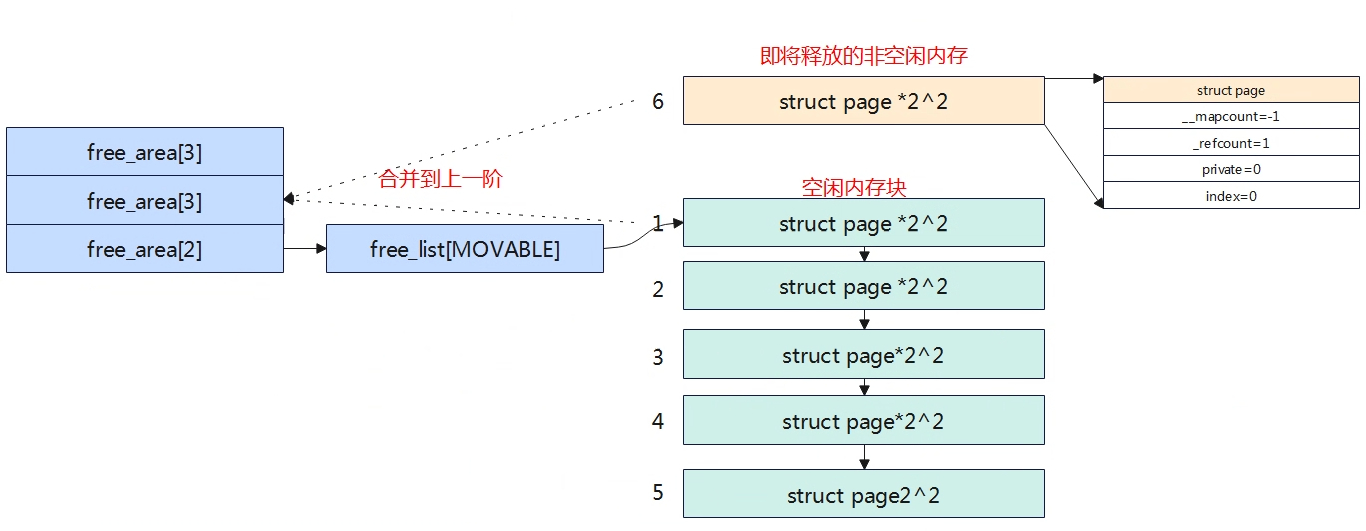 即将释放的非空闲内存
6
struct page *2^2
struct page
__mapcount=-1
_refcount=1
private=0
index=0
free_area[3]
合并到上一阶
free_area[3]
空闲内存块
1
struct page *2^2
free_area[2]
free_list[MOVABLE]
2
struct page *2^2
3
struct page*2^2
4
struct page*2^2
5
struct page2^2